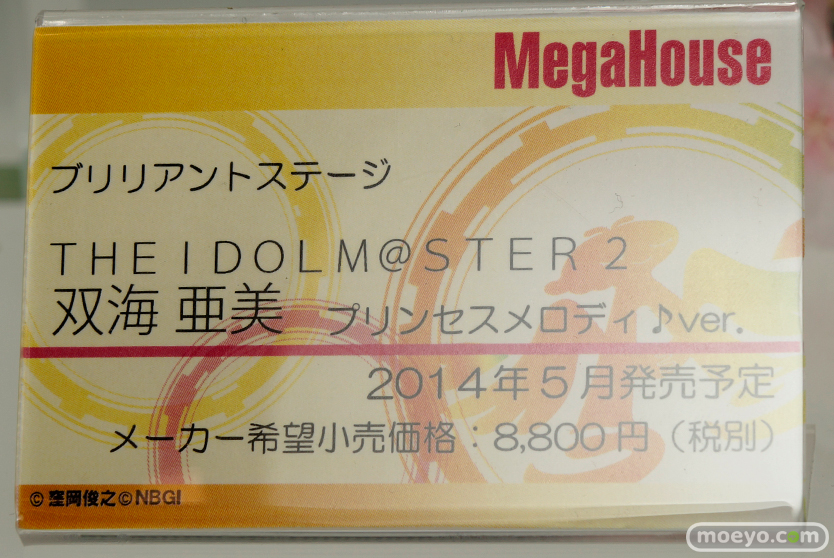 MegaHouse
ブリリアントステージ
THE IDOLM@STER 2
双海 亜美 プリンセスメロディ♪ver.
2014年5月発売予定
メーカー希望小売価格：8,800円（税別）
©窪岡俊之©NBGI
moeyo.com